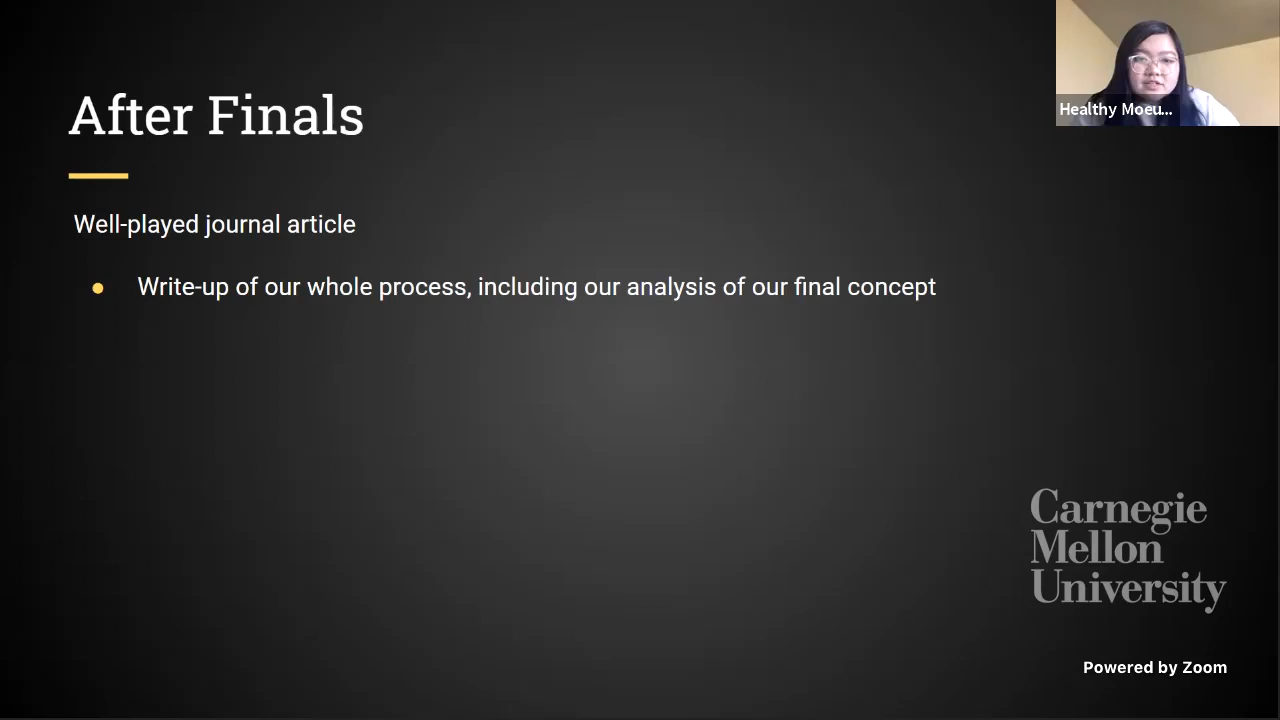 After Finals
Healthy Moeu...
Well-played journal article
● Write-up of our whole process, including our analysis of our final concept
Carnegie
Mellon
University
Powered by Zoom